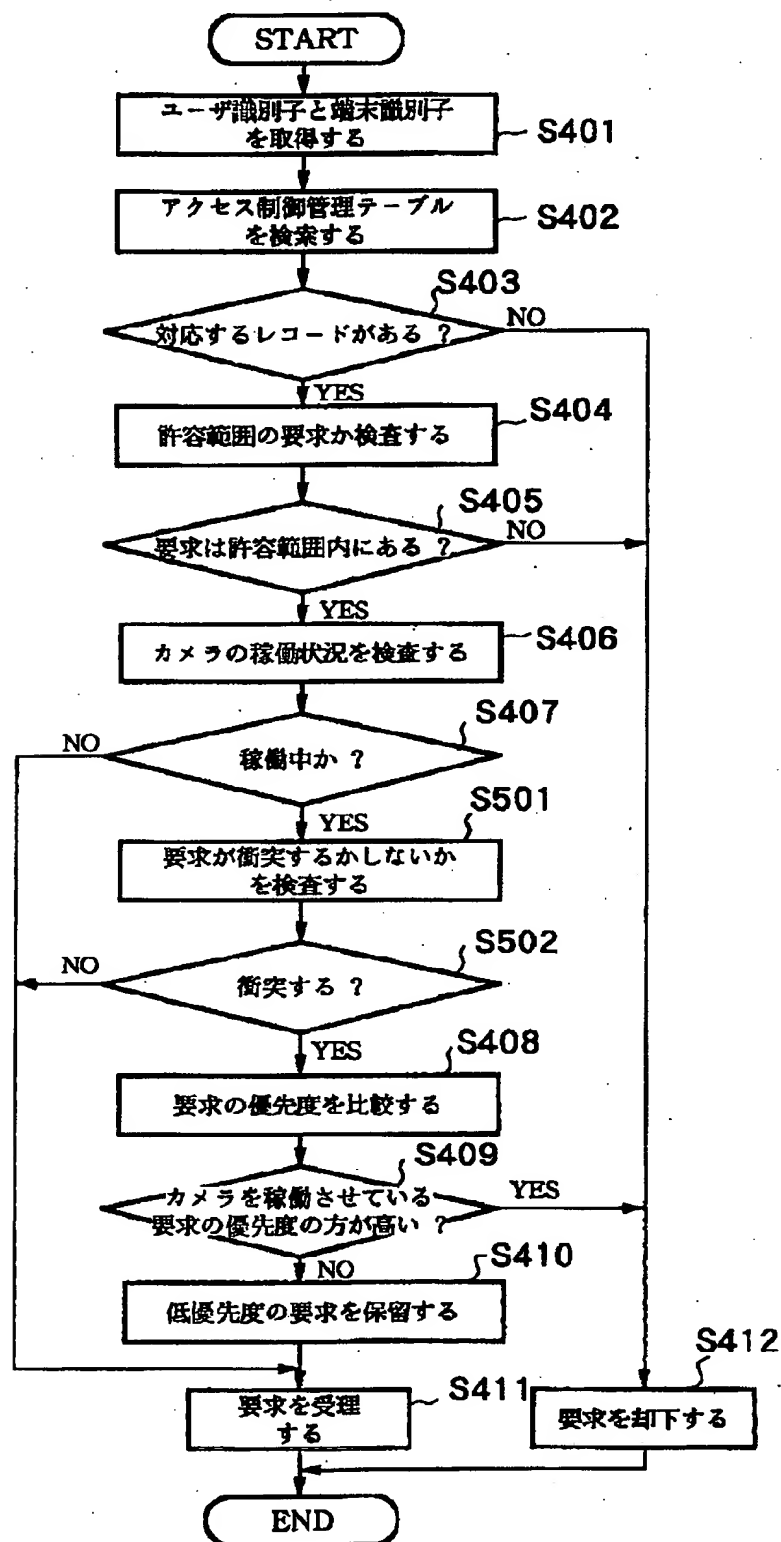 START
ユーザ識別子と端末識別子
を取得する
S401
アクセス制御管理テーブル
を検索する
S402
S403
対応するレコードがある ?
NO
YES
S404
許容範囲の要求か検査する
S405
要求は許容範囲内にある ?
NO
YES
カメラの稼働状況を検査する
S406
S407
NO
稼働中か ?
YES
S501
要求が衝突するかしないか
を検査する
S502
NO
衝突する ?
YES
S408
要求の優先度を比較する
S409
カメラを稼働させている
要求の優先度の方が高い ?
YES
NO
S410
低優先度の要求を保留する
S412
要求を受理
する
S411
要求を却下する
END